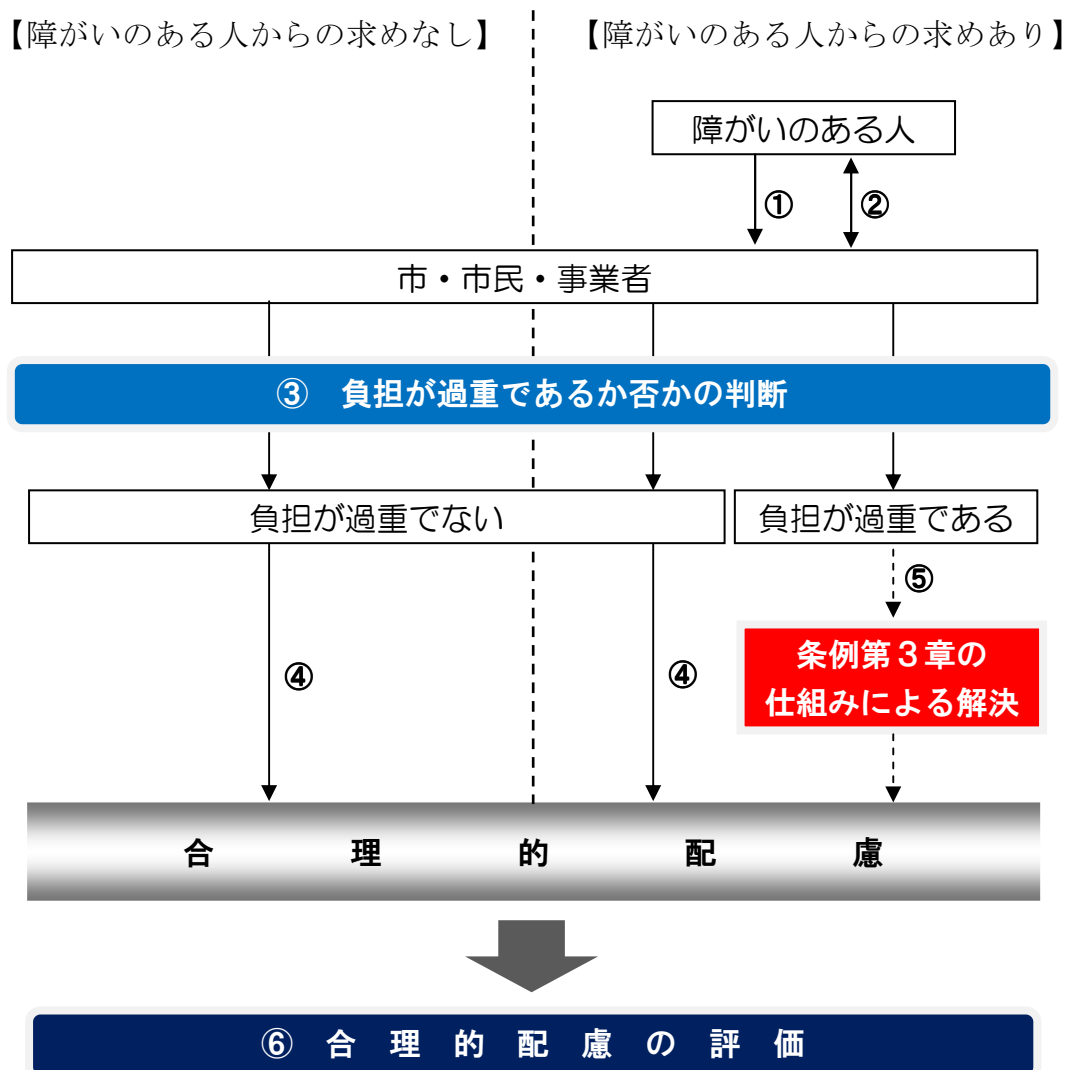 【障がいのある人からの求めなし】
【障がいのある人からの求めあり】
障がいのある人
①
②
市・市民・事業者
③ 負担が過重であるか否かの判断
負担が過重でない
負担が過重である
⑤
④
④
条例第３章の
仕組みによる解決
合 理 的 配 慮
⑥ 合 理 的 配 慮 の 評 価